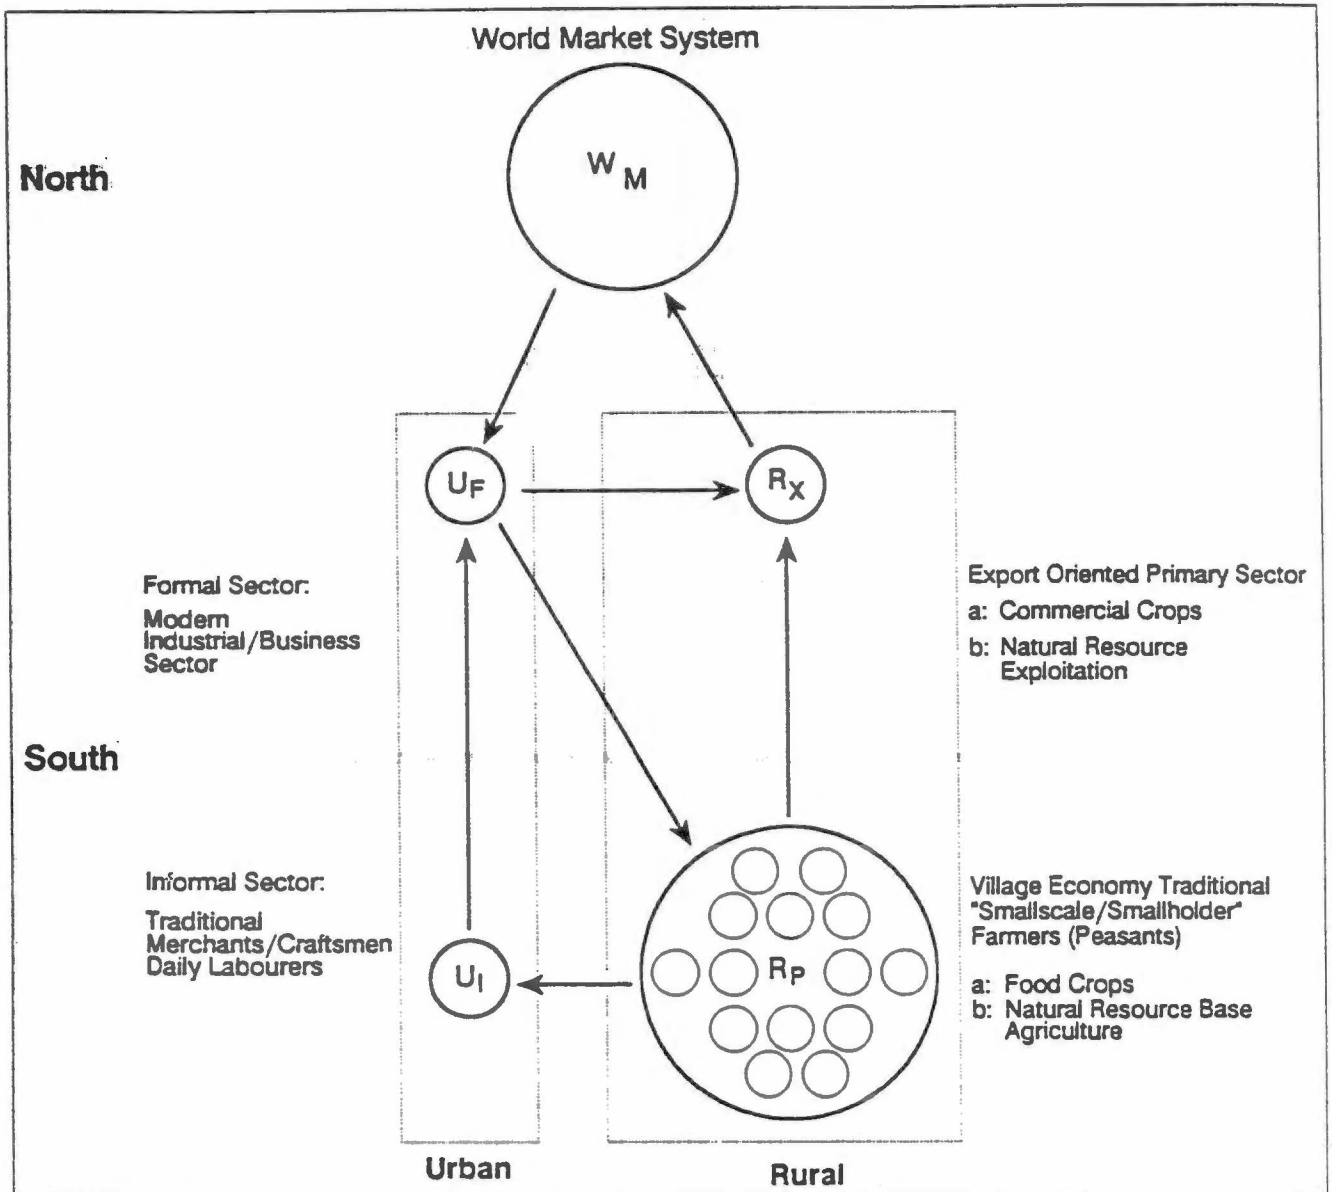 World Market System
North
W M
U F
R X
Formal Sector:
Modern
Industrial/Business
Sector
Export Oriented Primary Sector
a: Commercial Crops
b: Natural Resource
Exploitation
South
Informal Sector:
Traditional
Merchants/Craftsmen
Daily Labourers
U I
R P
Village Economy Traditional
"Smallscale/Smallholder"
Farmers (Peasants)
a: Food Crops
b: Natural Resource Base
Agriculture
Urban
Rural